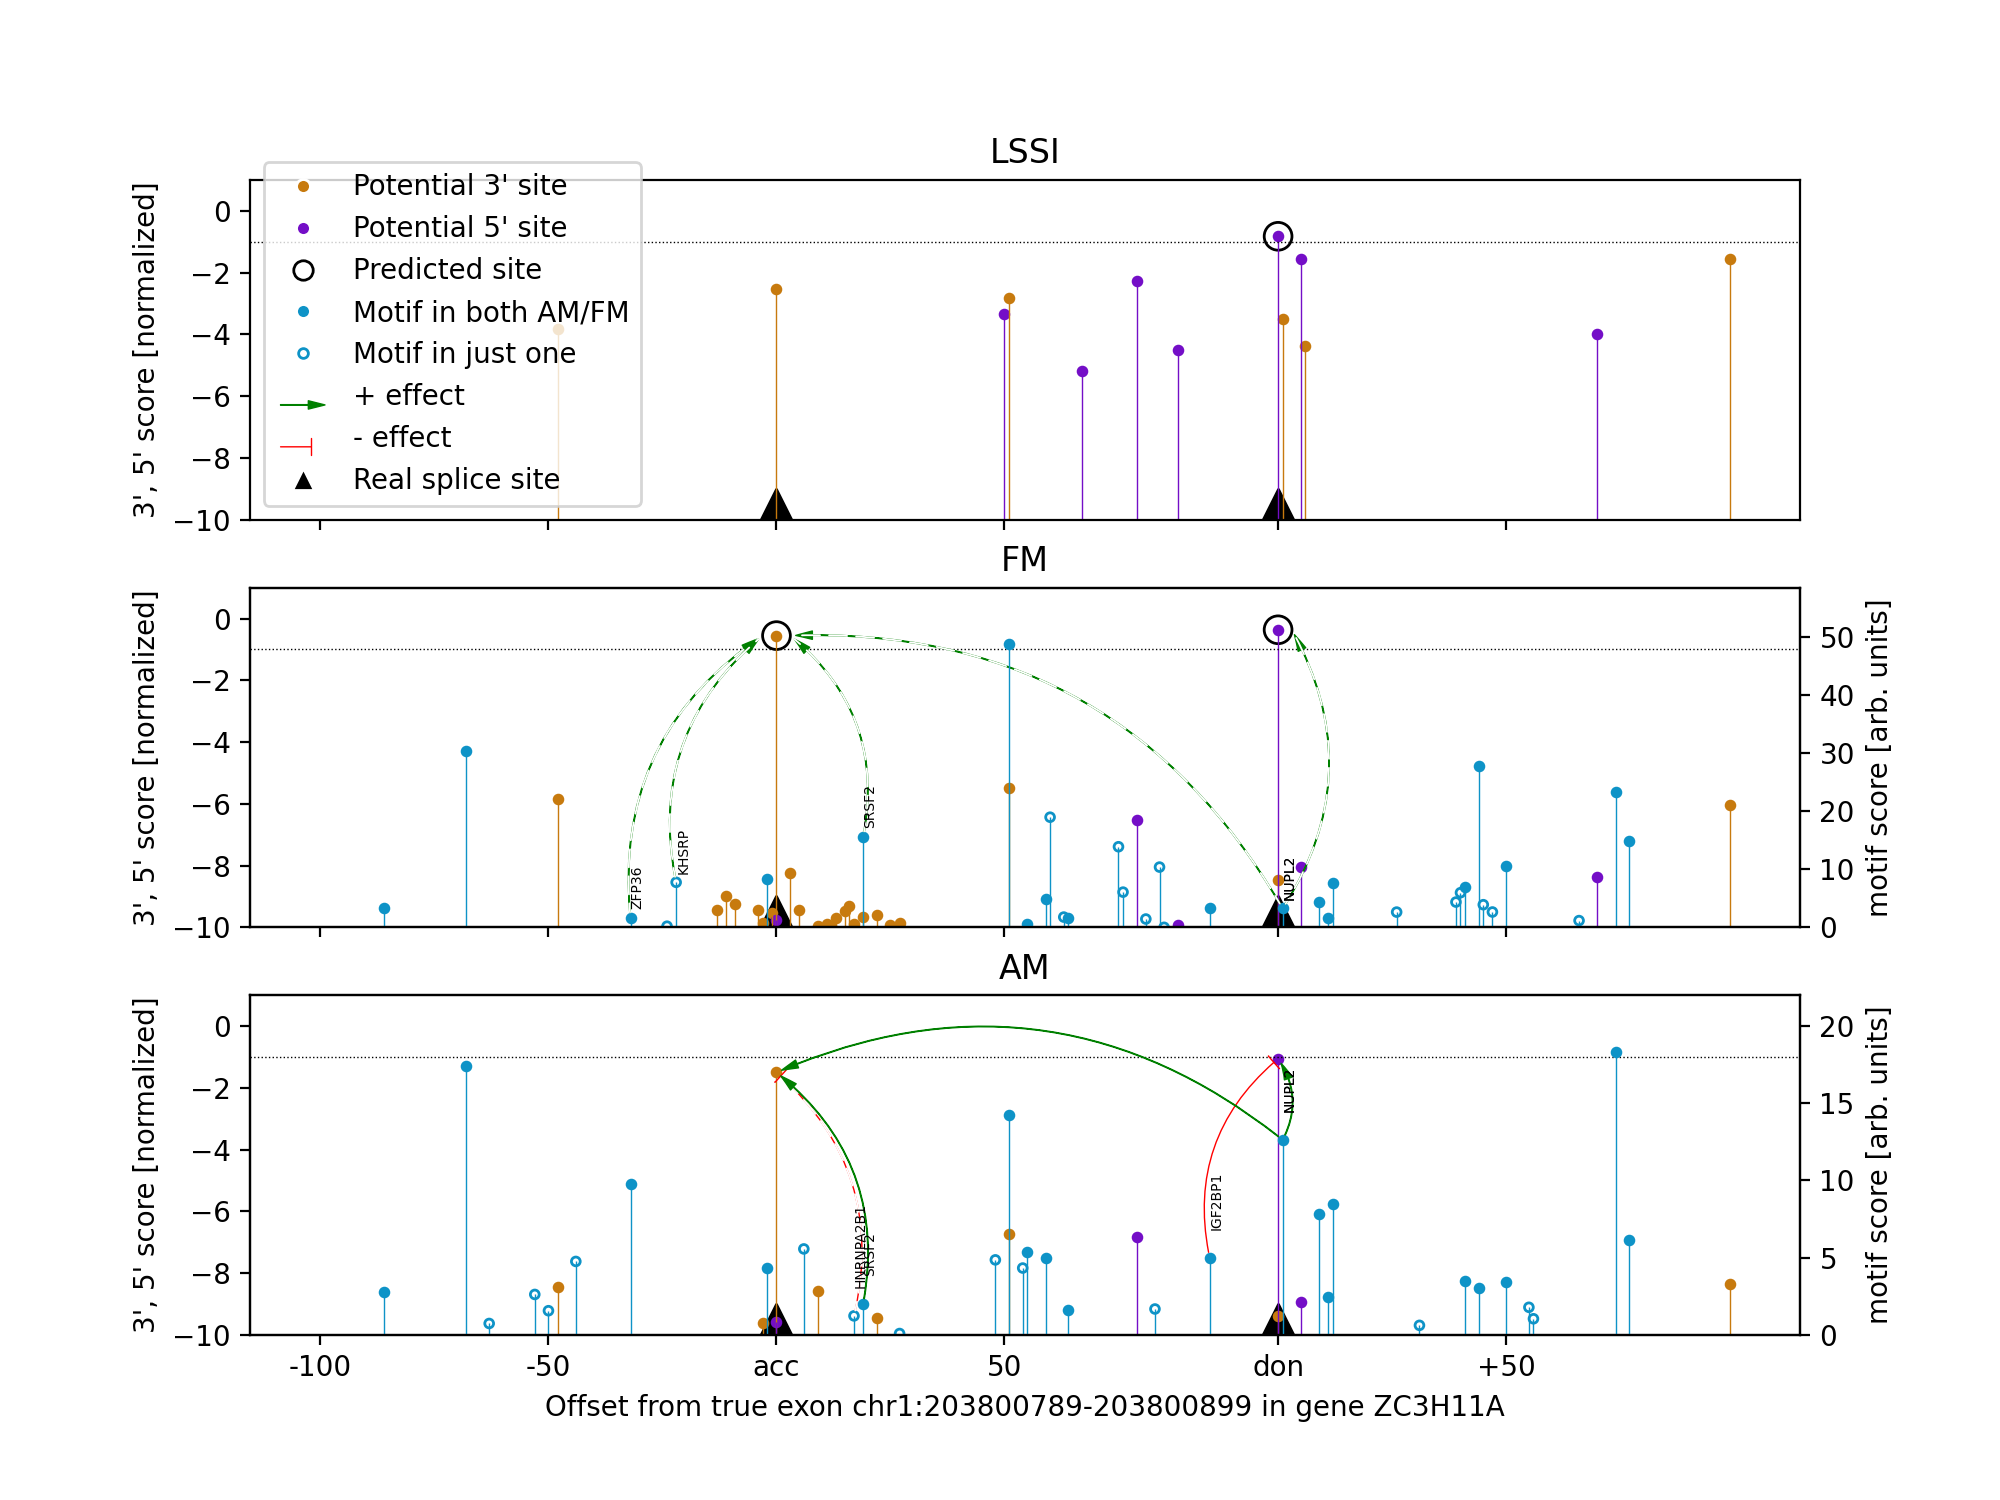 LSSI
3', 5' score [normalized]
0
−2
−4
−6
−8
−10
Potential 3' site
Potential 5' site
Predicted site
Motif in both AM/FM
Motif in just one
+ effect
- effect
Real splice site
FM
3', 5' score [normalized]
0
−2
−4
−6
−8
−10
ZFP36
KHSRP
SRSF2
NUPL2
50
40
30
20
10
0
motif score [arb. units]
AM
3', 5' score [normalized]
0
−2
−4
−6
−8
−10
HNRNPA2B1
SRSF2
IGF2BP1
NUPL2
20
15
10
5
0
motif score [arb. units]
-100
-50
acc
50
don
+50
Offset from true exon chr1:203800789-203800899 in gene ZC3H11A